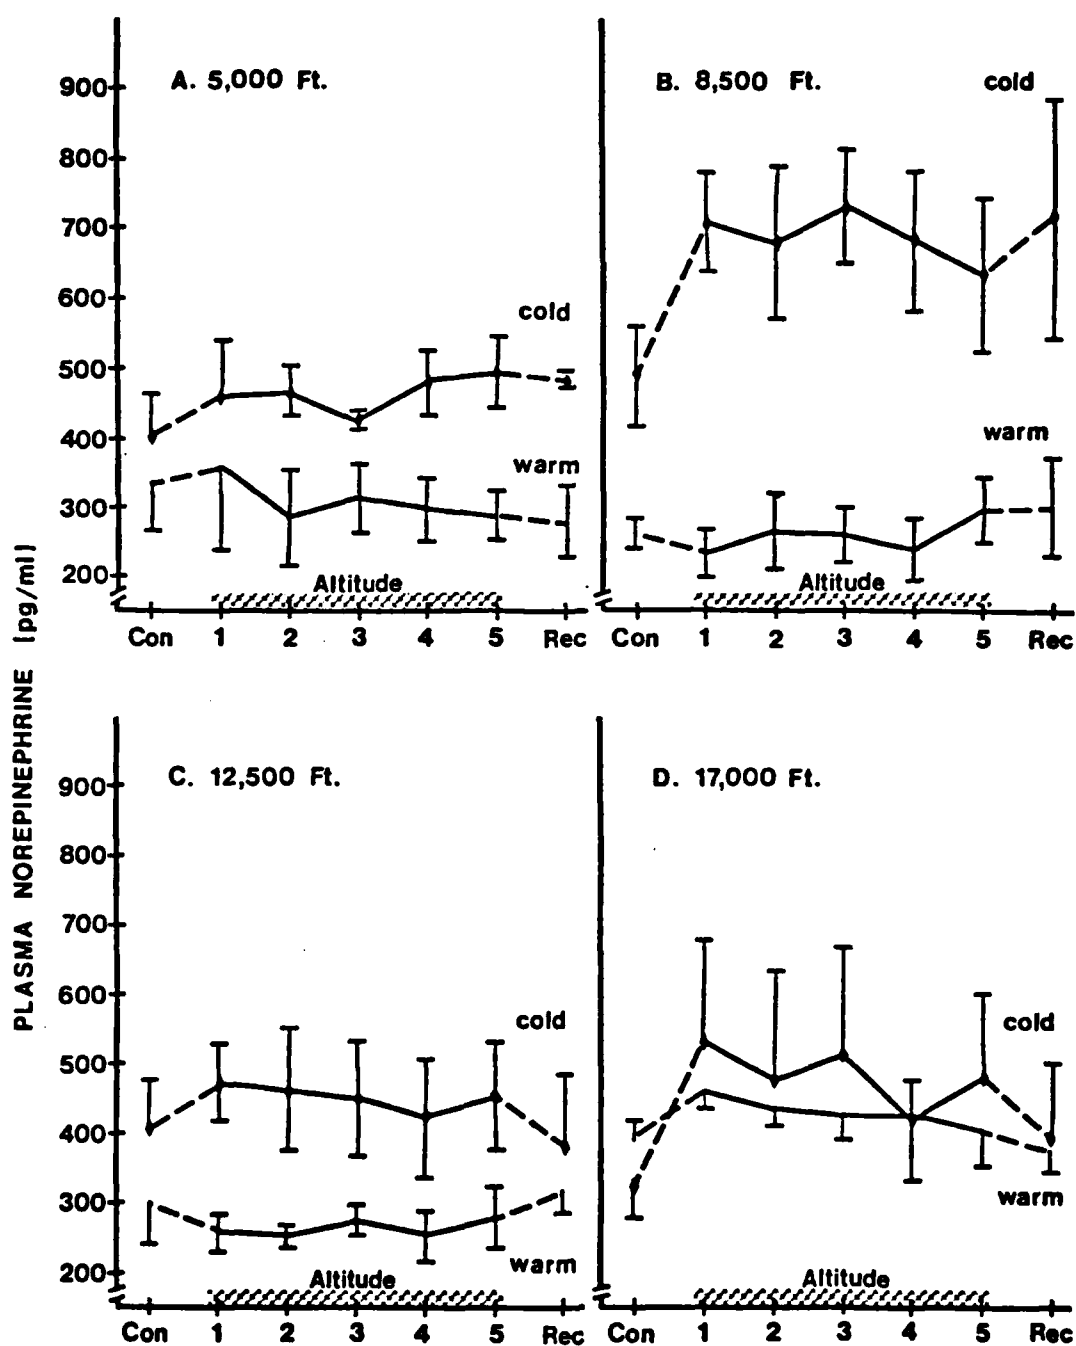 PLASMA NOREPINEPHRINE [pg/ml]
A. 5,000 Ft.
900
800
700
600
500
400
300
200
cold
warm
Altitude
Con 1 2 3 4 5 Rec
B. 8,500 Ft.
cold
warm
Altitude
Con 1 2 3 4 5 Rec
C. 12,500 Ft.
900
800
700
600
500
400
300
200
cold
warm
Altitude
Con 1 2 3 4 5 Rec
D. 17,000 Ft.
cold
warm
Altitude
Con 1 2 3 4 5 Rec